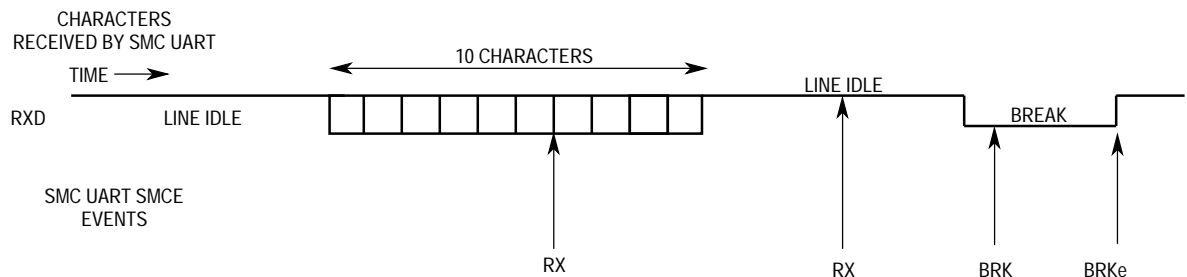 CHARACTERS
RECEIVED BY SMC UART
TIME
10 CHARACTERS
LINE IDLE
RXD
LINE IDLE
BREAK
SMC UART SMCE
EVENTS
RX
RX
BRK
BRKe